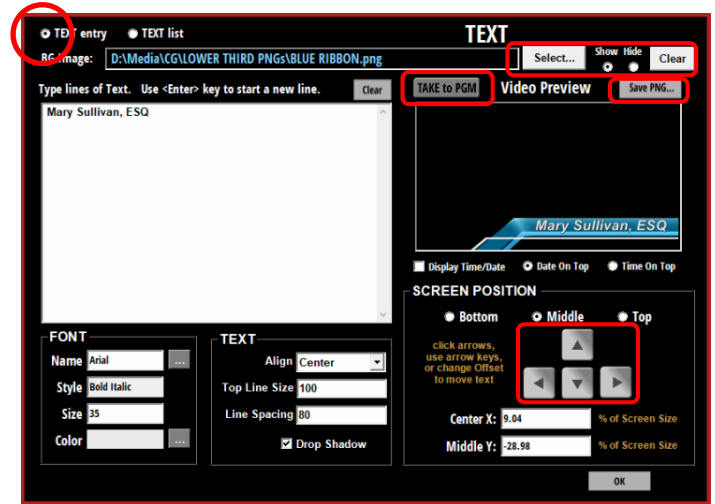 TEXT entry TEXT list TEXT
BG Image: D:\Media\CG\LOWER THIRD PNGs\BLUE RIBBON.png Select... Show Hide Clear
Type lines of Text. Use <Enter> key to start a new line. Clear TAKE to PGM Video Preview Save PNG...
Mary Sullivan, ESQ
Mary Sullivan, ESQ
Display Time/Date Date On Top Time On Top
SCREEN POSITION
Bottom Middle Top
click arrows,
use arrow keys,
or change Offset
to move text
Center X: 9.04 % of Screen Size
Middle Y: -28.98 % of Screen Size
FONT
Name Arial ...
Style Bold Italic
Size 35
Color ...
TEXT
Align Center
Top Line Size 100
Line Spacing 80
Drop Shadow
OK